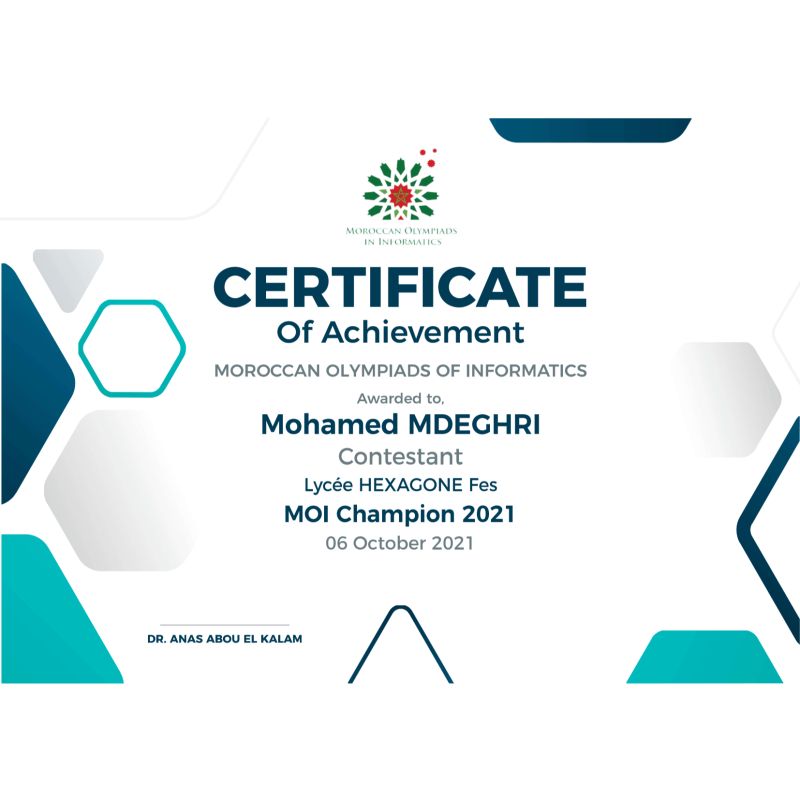 MOROCCAN OLYMPIADS
IN INFORMATICS
CERTIFICATE
Of Achievement
MOROCCAN OLYMPIADS OF INFORMATICS
Awarded to,
Mohamed MDEGHRI
Contestant
Lycée HEXAGONE Fes
MOI Champion 2021
06 October 2021
DR. ANAS ABOU EL KALAM